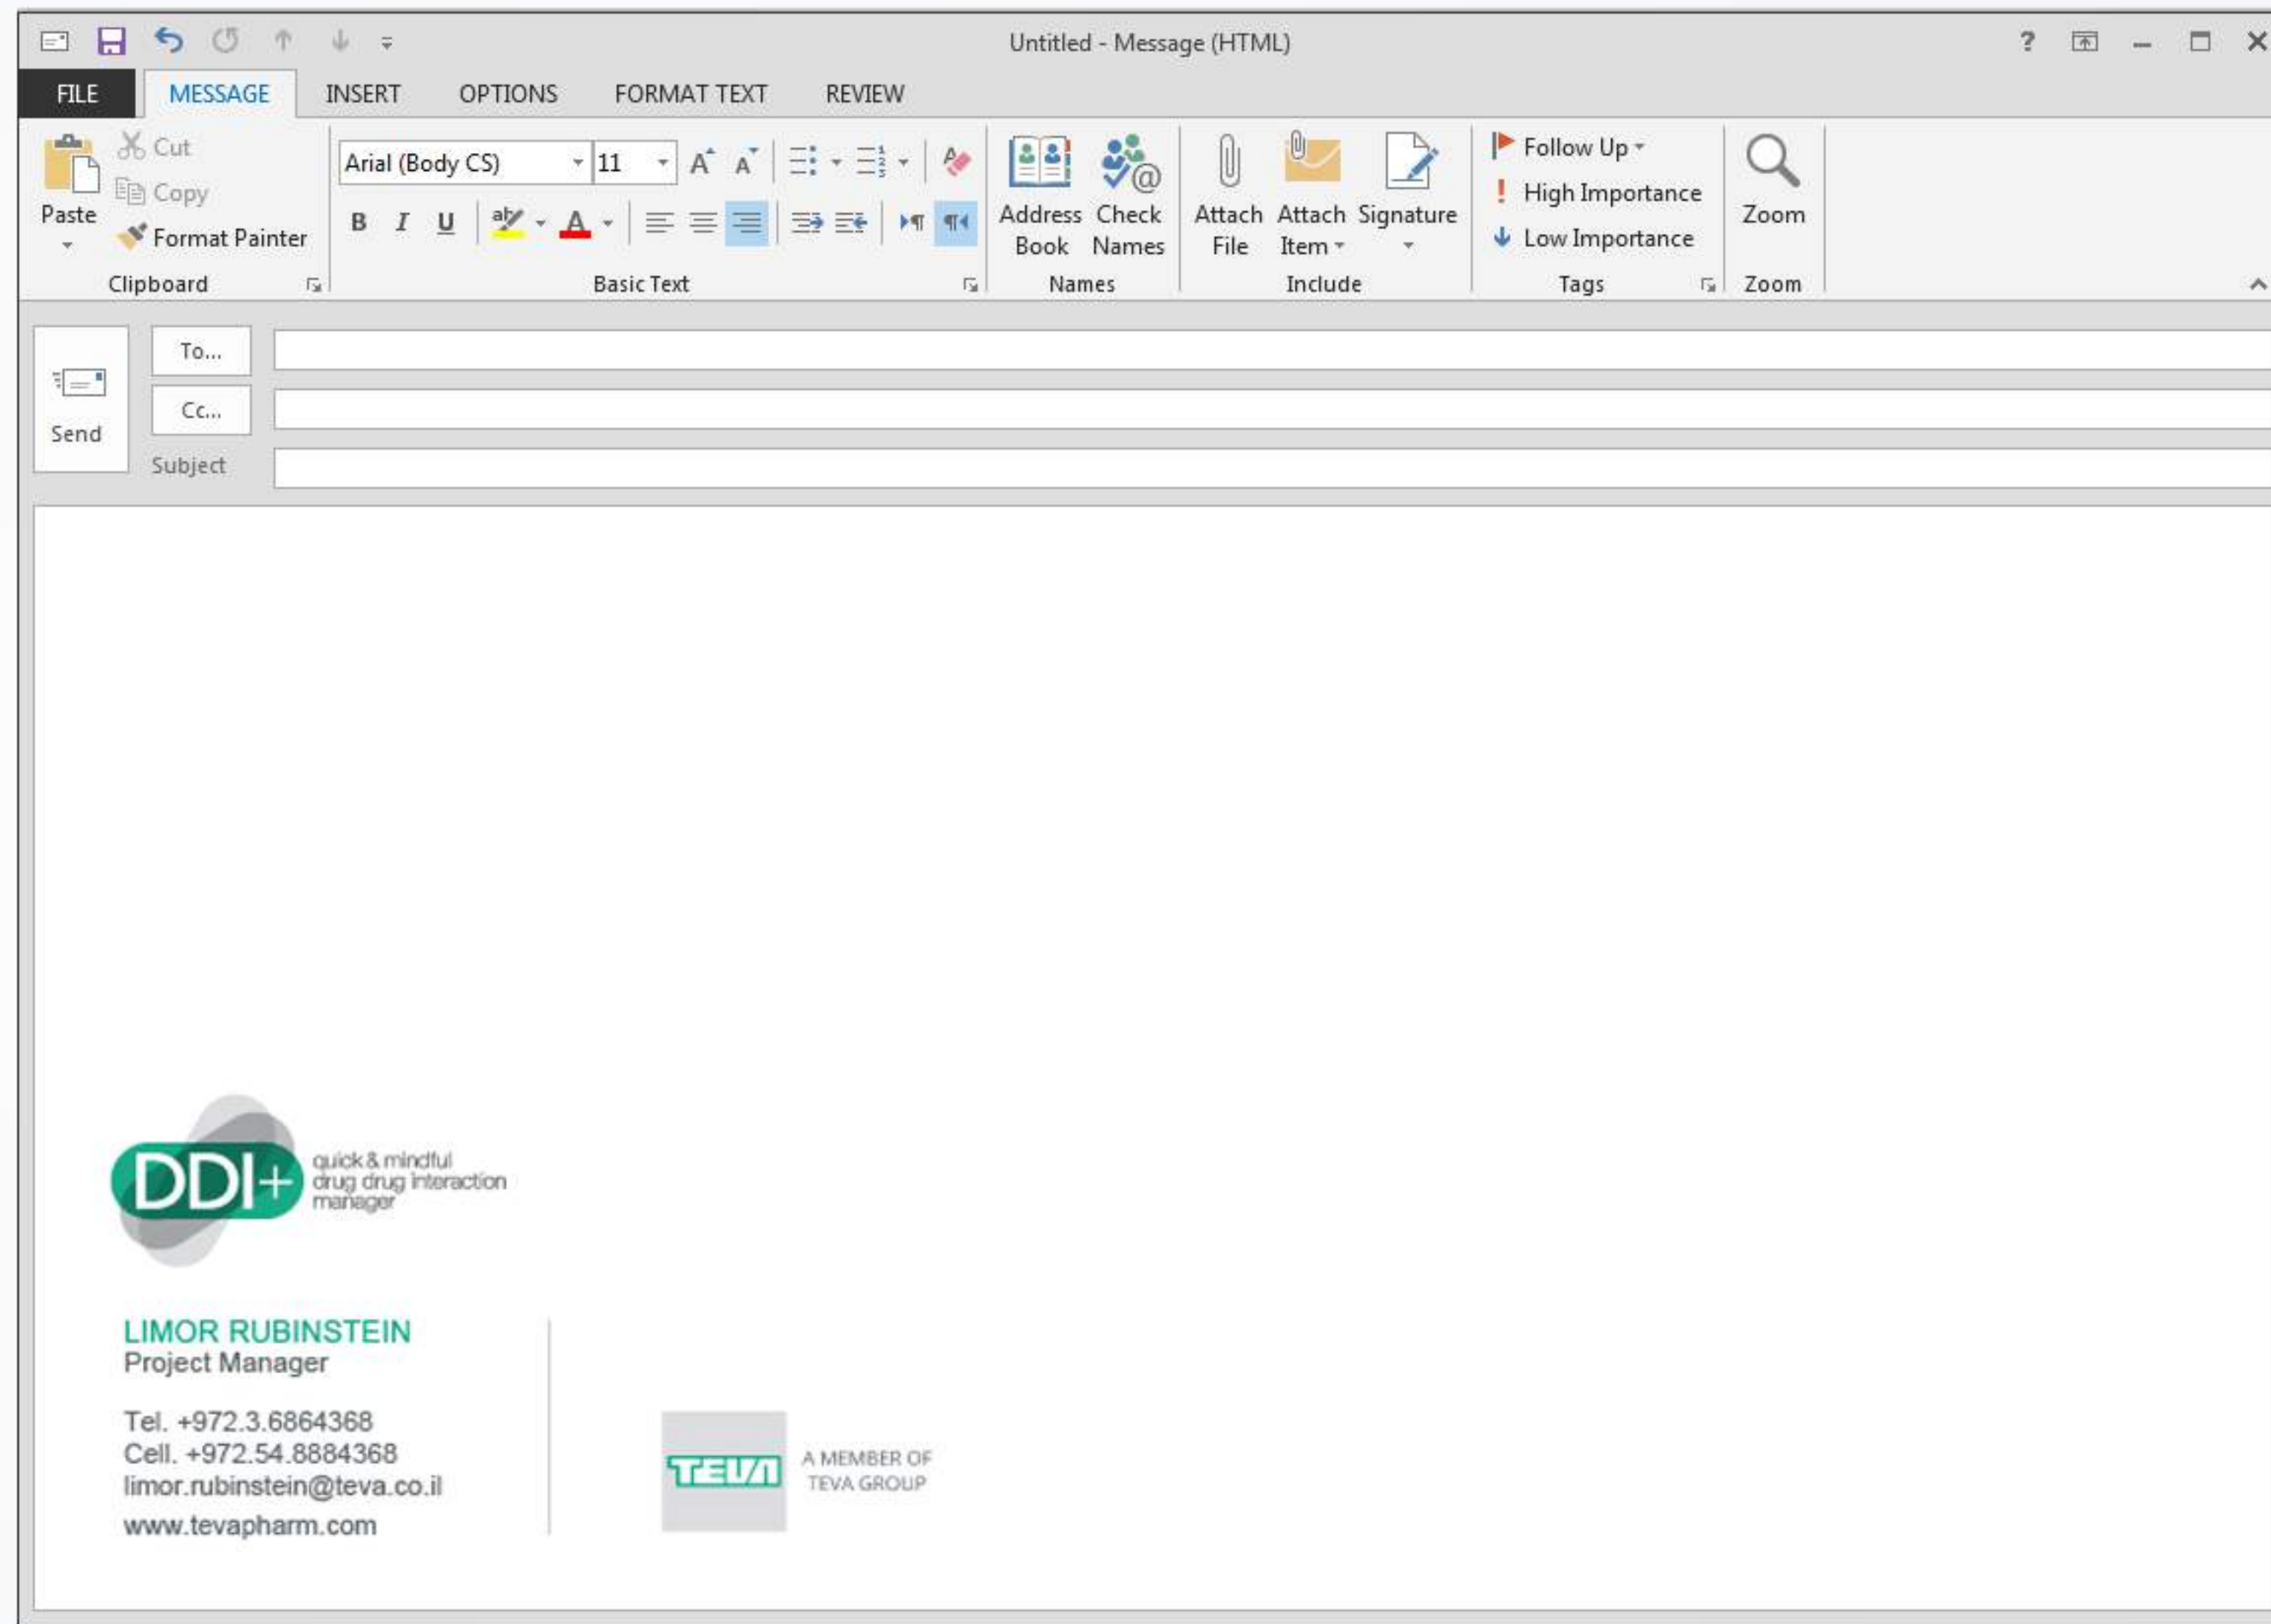 Untitled - Message (HTML)
?
FILE MESSAGE INSERT OPTIONS FORMAT TEXT REVIEW
Paste
Cut
Copy
Format Painter
Clipboard
Arial (Body CS) 11
B I U
Basic Text
Address Book
Check Names
Names
Attach File
Attach Item
Signature
Include
Follow Up
High Importance
Low Importance
Tags
Zoom
Zoom
Send
To...
Cc...
Subject
DDI+
quick & mindful
drug drug interaction
manager
LIMOR RUBINSTEIN
Project Manager
Tel. +972.3.6864368
Cell. +972.54.8884368
limor.rubinstein@teva.co.il
www.tevapharm.com
TEVA
A MEMBER OF
TEVA GROUP